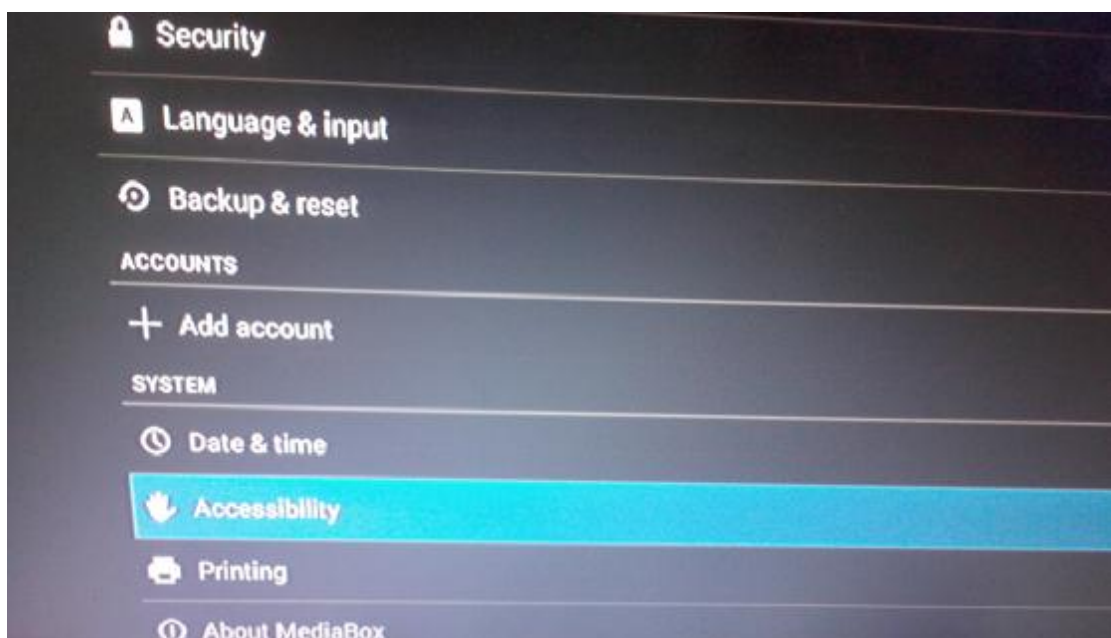 Security
A Language & input
Backup & reset
ACCOUNTS
Add account
SYSTEM
Date & time
Accessibility
Printing
About MediaBox